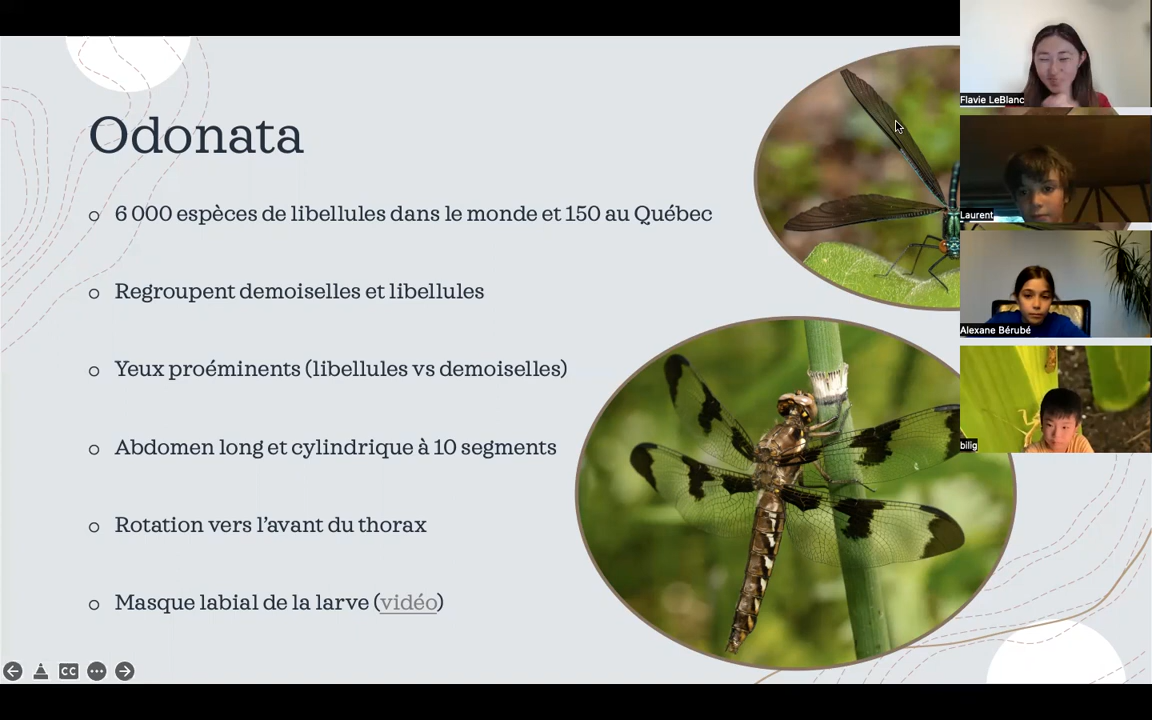 Odonata
6 000 espèces de libellules dans le monde et 150 au Québec
Regroupent demoiselles et libellules
Yeux proéminents (libellules vs demoiselles)
Abdomen long et cylindrique à 10 segments
Rotation vers l'avant du thorax
Masque labial de la larve (vidéo)
CC
Flavie LeBlanc
Laurent
Alexane Bérubé
bilig